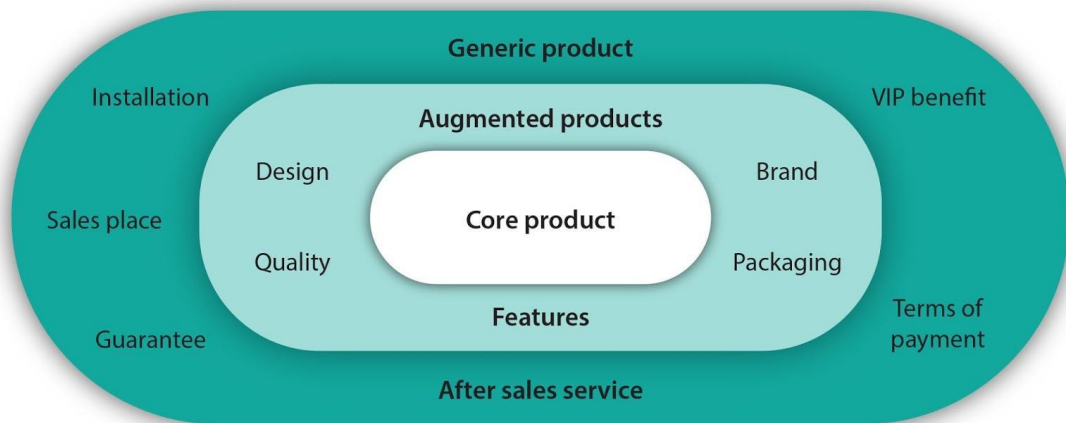 Generic product
Installation
VIP benefit
Augmented products
Design
Brand
Core product
Sales place
Quality
Packaging
Features
Guarantee
Terms of
payment
After sales service